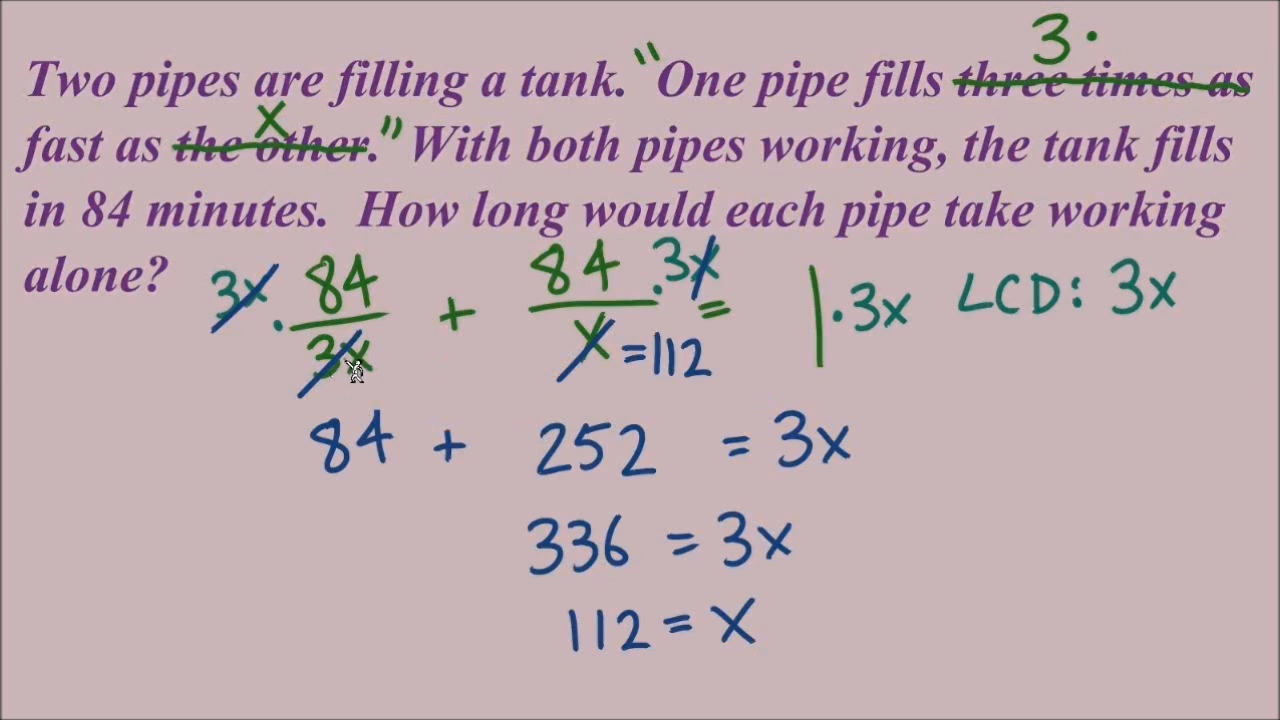 3 ·
Two pipes are filling a tank. "One pipe fills three times as
x
fast as the other." With both pipes working, the tank fills
in 84 minutes. How long would each pipe take working
alone?
3x · 84/3x + 84/x · 3x = 1 · 3x LCD: 3x
= 112
84 + 252 = 3x
336 = 3x
112 = x